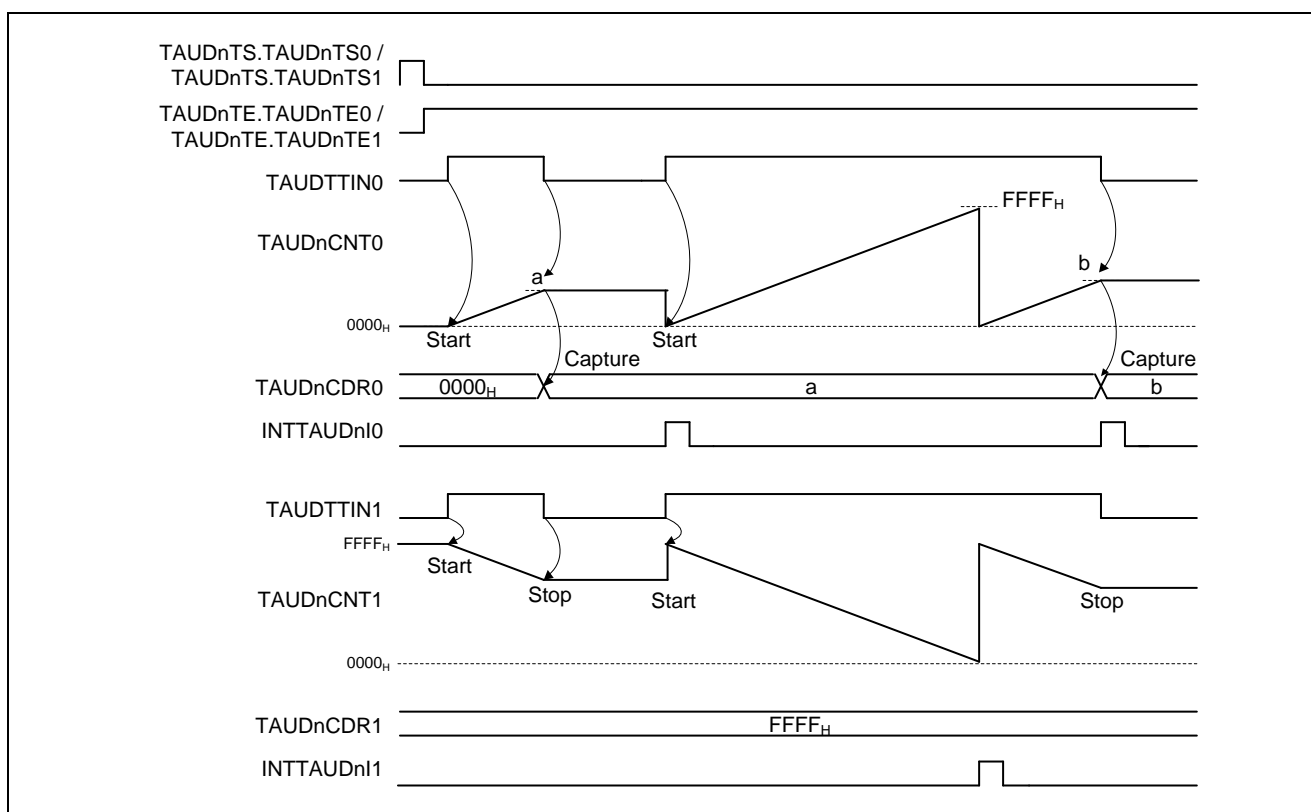 TAUDnTS.TAUDnTS0 /
TAUDnTS.TAUDnTS1
TAUDnTE.TAUDnTE0 /
TAUDnTE.TAUDnTE1
TAUDTTIN0
FFFFH
TAUDnCNT0
a
b
0000H
Start
Start
Capture
Capture
TAUDnCDR0
0000H
a
b
INTTAUDnI0
TAUDTTIN1
FFFFH
Start
TAUDnCNT1
Stop
Start
Stop
0000H
TAUDnCDR1
FFFFH
INTTAUDnI1